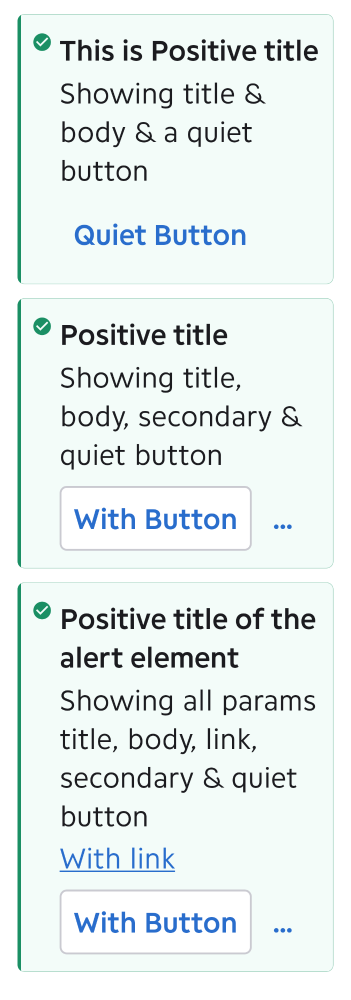 This is Positive title
Showing title &
body & a quiet
button
Quiet Button
Positive title
Showing title,
body, secondary &
quiet button
With Button ...
Positive title of the
alert element
Showing all params
title, body, link,
secondary & quiet
button
With link
With Button ...